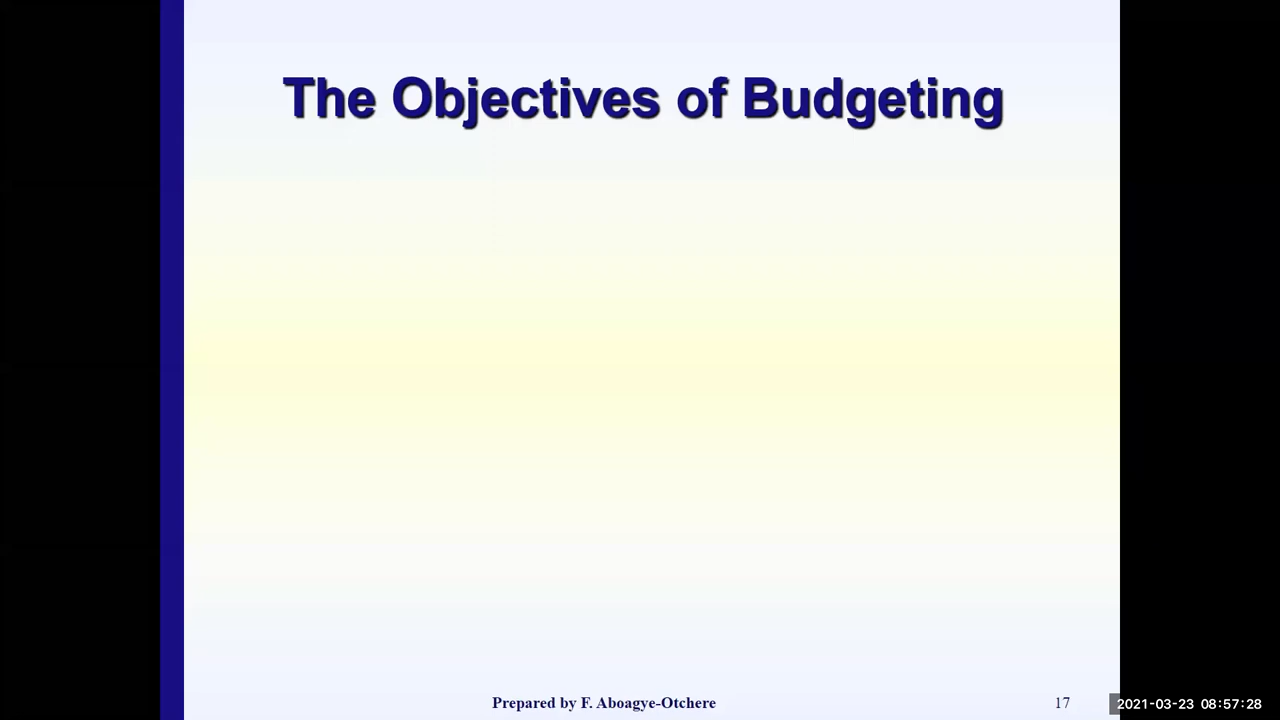 The Objectives of Budgeting
Prepared by F. Aboagye-Otchere
17
2021-03-23 08:57:28